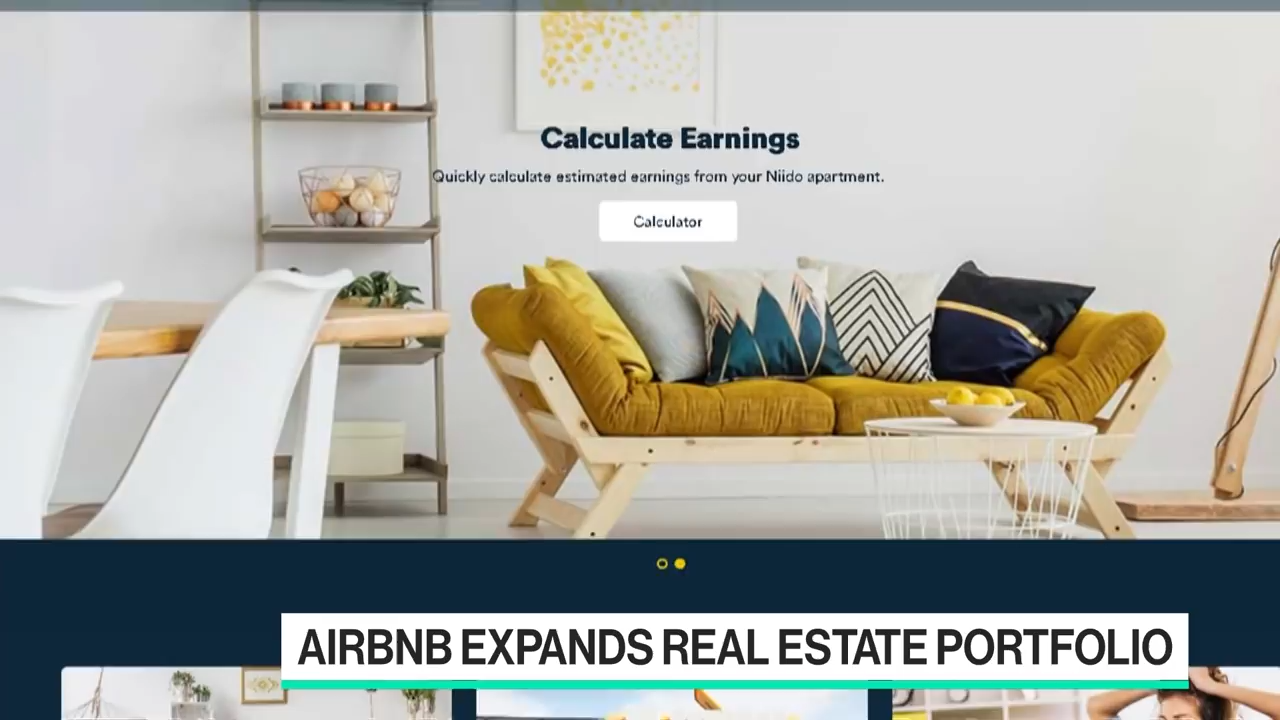 Calculate Earnings
Quickly calculate estimated earnings from your Niido apartment.
Calculator
AIRBNB EXPANDS REAL ESTATE PORTFOLIO